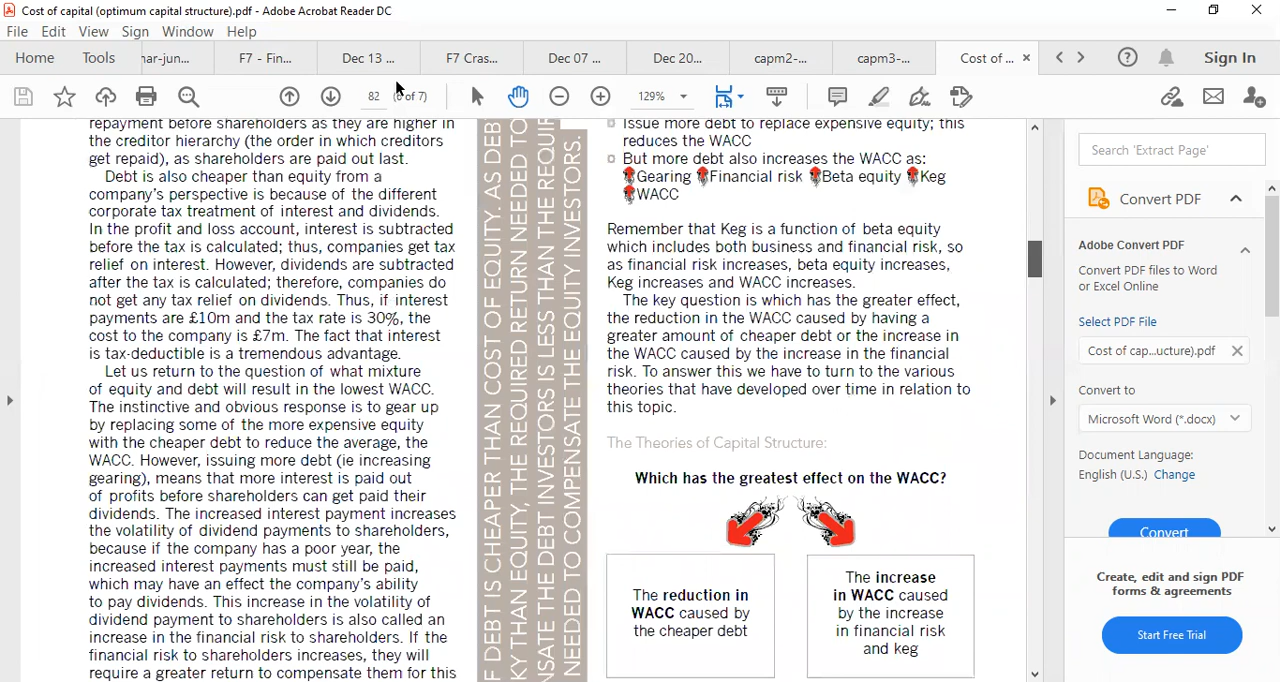 Cost of capital (optimum capital structure).pdf - Adobe Acrobat Reader DC
File Edit View Sign Window Help
Home Tools nar-jun... F7 - Fin... Dec 13 ... F7 Cras... Dec 07 ... Dec 20... capm2-... capm3-... Cost of ... Sign In
82 (6 of 7) 129%
repayment before shareholders as they are higher in
the creditor hierarchy (the order in which creditors
get repaid), as shareholders are paid out last.
Debt is also cheaper than equity from a
company's perspective is because of the different
corporate tax treatment of interest and dividends.
In the profit and loss account, interest is subtracted
before the tax is calculated; thus, companies get tax
relief on interest. However, dividends are subtracted
after the tax is calculated; therefore, companies do
not get any tax relief on dividends. Thus, if interest
payments are £10m and the tax rate is 30%, the
cost to the company is £7m. The fact that interest
is tax-deductible is a tremendous advantage.
Let us return to the question of what mixture
of equity and debt will result in the lowest WACC.
The instinctive and obvious response is to gear up
by replacing some of the more expensive equity
with the cheaper debt to reduce the average, the
WACC. However, issuing more debt (ie increasing
gearing), means that more interest is paid out
of profits before shareholders can get paid their
dividends. The increased interest payment increases
the volatility of dividend payments to shareholders,
because if the company has a poor year, the
increased interest payments must still be paid,
which may have an effect the company's ability
to pay dividends. This increase in the volatility of
dividend payment to shareholders is also called an
increase in the financial risk to shareholders. If the
financial risk to shareholders increases, they will
require a greater return to compensate them for this
F DEBT IS CHEAPER THAN COST OF EQUITY. AS DEB
KY THAN EQUITY, THE REQUIRED RETURN NEEDED TO
NSATE THE DEBT INVESTORS IS LESS THAN THE REQUIR
NEEDED TO COMPENSATE THE EQUITY INVESTORS.
Issue more debt to replace expensive equity; this
reduces the WACC
But more debt also increases the WACC as:
Gearing Financial risk Beta equity Keg
WACC
Remember that Keg is a function of beta equity
which includes both business and financial risk, so
as financial risk increases, beta equity increases,
Keg increases and WACC increases.
The key question is which has the greater effect,
the reduction in the WACC caused by having a
greater amount of cheaper debt or the increase in
the WACC caused by the increase in the financial
risk. To answer this we have to turn to the various
theories that have developed over time in relation to
this topic.
The Theories of Capital Structure:
Which has the greatest effect on the WACC?
The reduction in
WACC caused by
the cheaper debt
The increase
in WACC caused
by the increase
in financial risk
and keg
Search 'Extract Page'
Convert PDF
Adobe Convert PDF
Convert PDF files to Word
or Excel Online
Select PDF File
Cost of cap...ucture).pdf
Convert to
Microsoft Word (*.docx)
Document Language:
English (U.S.) Change
Convert
Create, edit and sign PDF
forms & agreements
Start Free Trial